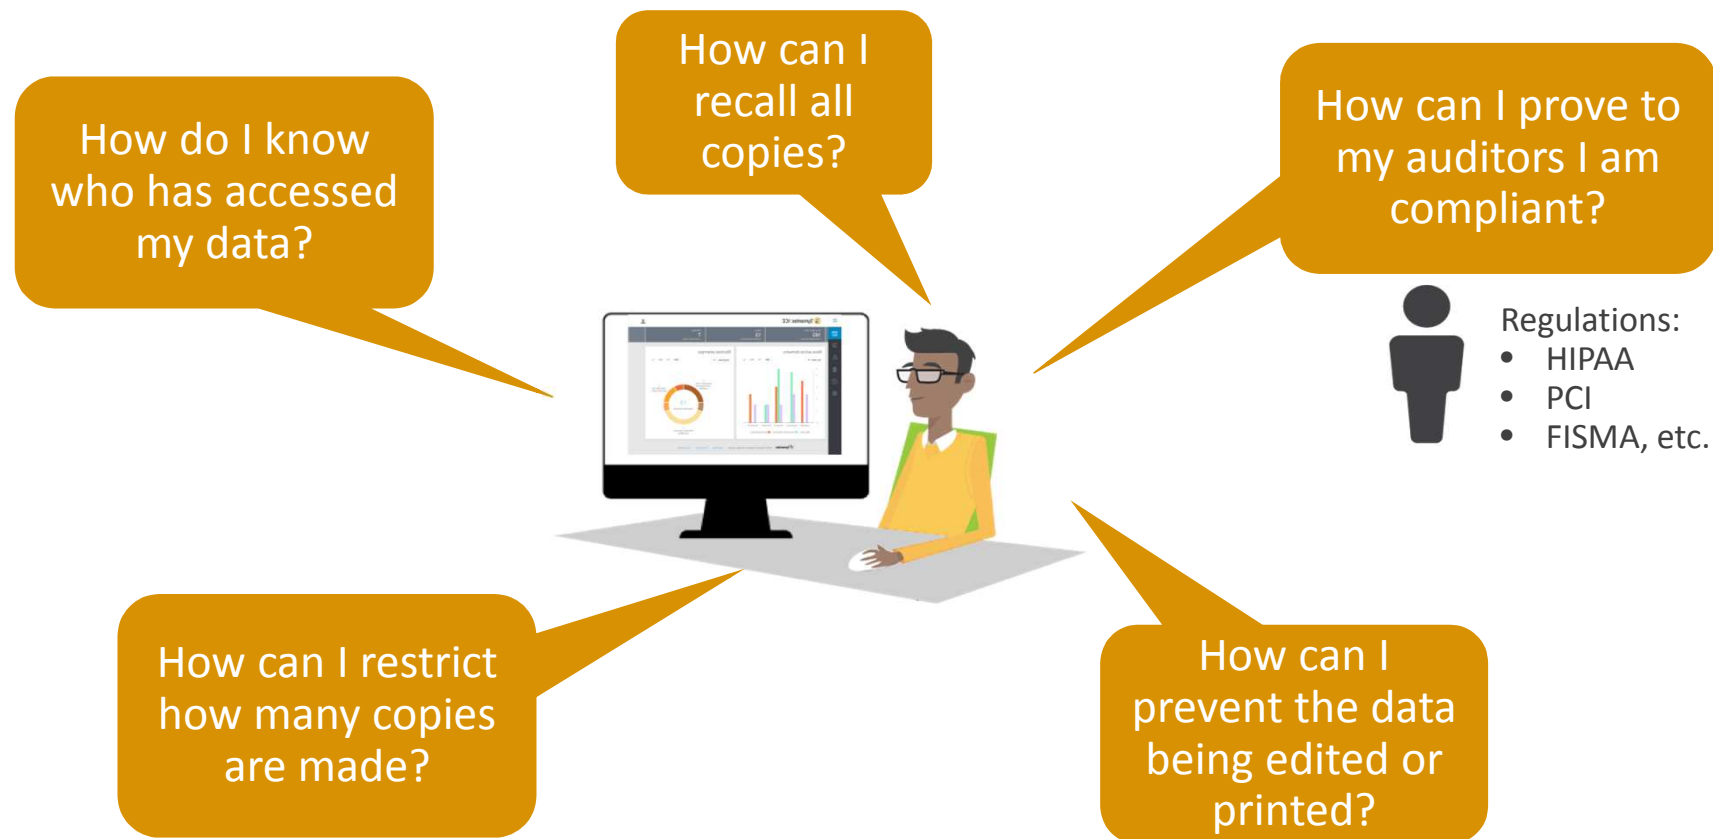 How do I know
who has accessed
my data?
How can I
recall all
copies?
How can I prove to
my auditors I am
compliant?
Regulations:
• HIPAA
• PCI
• FISMA, etc.
Symantec ICE
How can I restrict
how many copies
are made?
How can I
prevent the data
being edited or
printed?